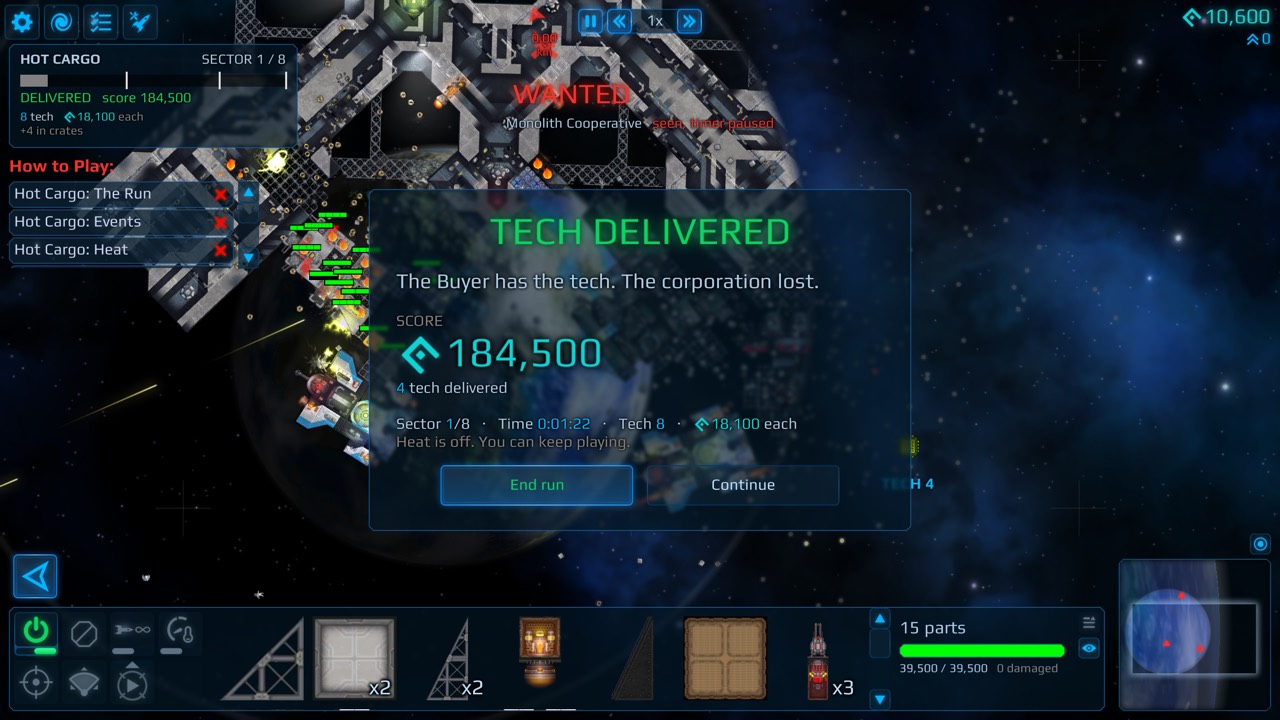 1x
10,600
0
HOT CARGO SECTOR 1 / 8
DELIVERED score 184,500
8 tech 18,100 each
+4 in crates
WANTED
Monolith Cooperative · seen, timer paused
How to Play:
Hot Cargo: The Run
Hot Cargo: Events
Hot Cargo: Heat
TECH DELIVERED
The Buyer has the tech. The corporation lost.
SCORE
184,500
4 tech delivered
Sector 1/8 · Time 0:01:22 · Tech 8 · 18,100 each
Heat is off. You can keep playing.
End run Continue
TECH 4
x2
x2
x3
15 parts
39,500 / 39,500 0 damaged